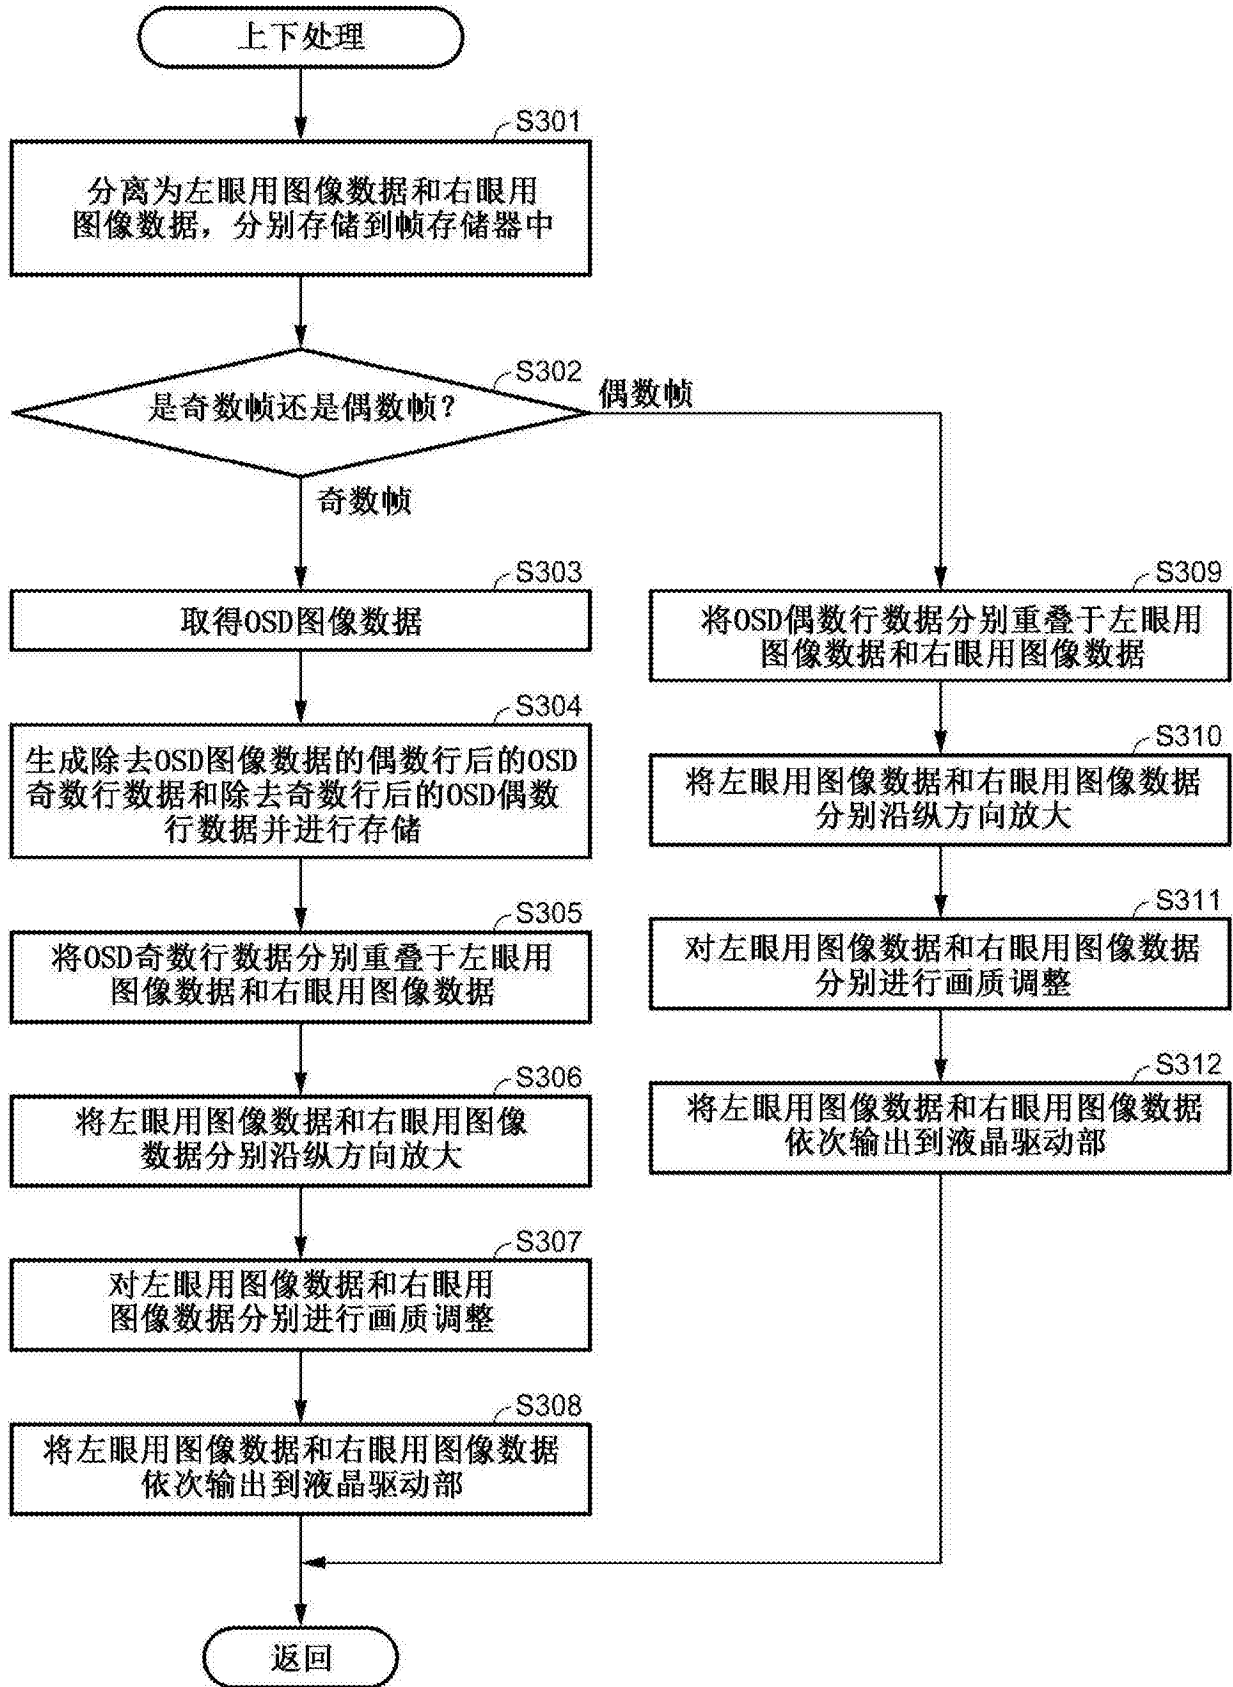 上下处理
S301
分离为左眼用图像数据和右眼用
图像数据，分别存储到帧存储器中
S302
是奇数帧还是偶数帧？
偶数帧
奇数帧
S303
取得OSD图像数据
S304
生成除去OSD图像数据的偶数行后的OSD
奇数行数据和除去奇数行后的OSD偶数
行数据并进行存储
S305
将OSD奇数行数据分别重叠于左眼用
图像数据和右眼用图像数据
S306
将左眼用图像数据和右眼用图像
数据分别沿纵方向放大
S307
对左眼用图像数据和右眼用
图像数据分别进行画质调整
S308
将左眼用图像数据和右眼用图像数据
依次输出到液晶驱动部
S309
将OSD偶数行数据分别重叠于左眼用
图像数据和右眼用图像数据
S310
将左眼用图像数据和右眼用图像数据
分别沿纵方向放大
S311
对左眼用图像数据和右眼用图像数据
分别进行画质调整
S312
将左眼用图像数据和右眼用图像数据
依次输出到液晶驱动部
返回